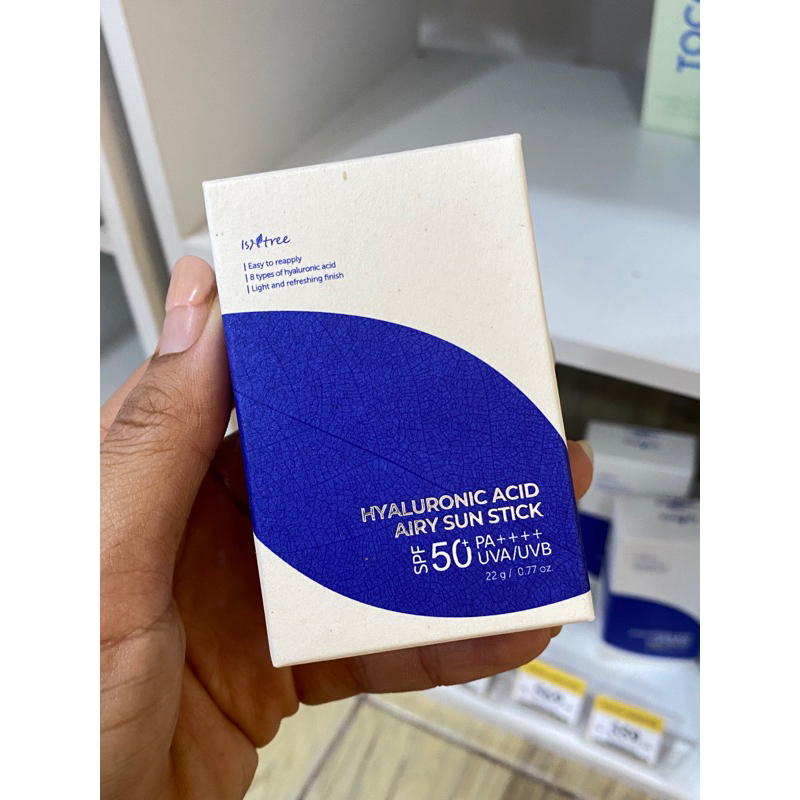 Isntree
Easy to reapply
8 types of hyaluronic acid
Light and refreshing finish
HYALURONIC ACID
AIRY SUN STICK
SPF 50+ PA++++
UVA/UVB
22 g / 0.77 oz.